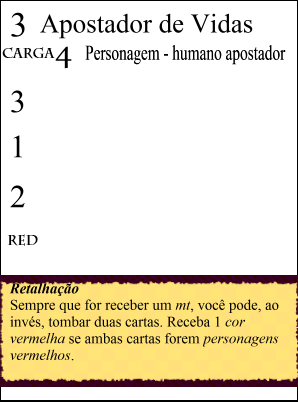 3 Apostador de Vidas
CARGA 4 Personagem - humano apostador
3
1
2
RED
Retalhação
Sempre que for receber um mt, você pode, ao
invés, tombar duas cartas. Receba 1 cor
vermelha se ambas cartas forem personagens
vermelhos.